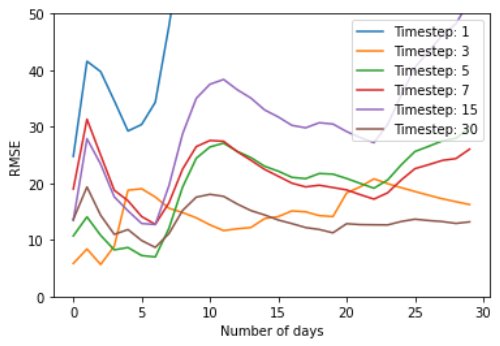 50
40
30
20
10
0
RMSE
Timestep: 1
Timestep: 3
Timestep: 5
Timestep: 7
Timestep: 15
Timestep: 30
0 5 10 15 20 25 30
Number of days